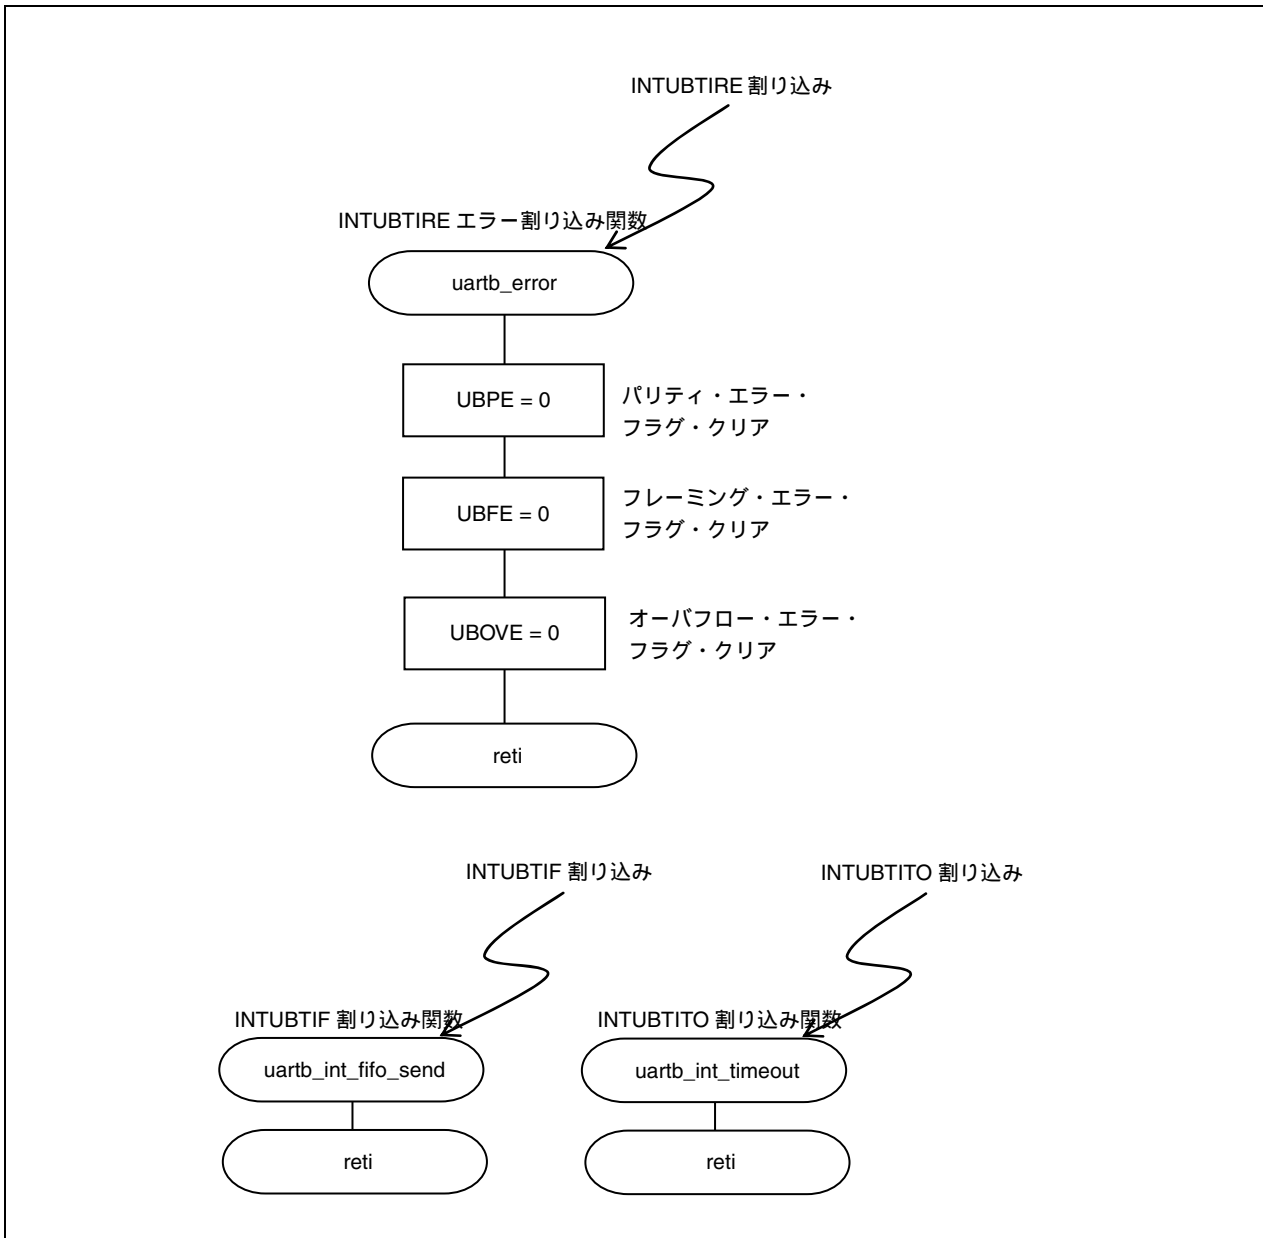 INTUBTIRE 割り込み
INTUBTIRE エラー割り込み関数
uartb_error
UBPE = 0
パリティ・エラー・
フラグ・クリア
UBFE = 0
フレーミング・エラー・
フラグ・クリア
UBOVE = 0
オーバフロー・エラー・
フラグ・クリア
reti
INTUBTIF 割り込み
INTUBTITO 割り込み
INTUBTIF 割り込み関数
INTUBTITO 割り込み関数
uartb_int_fifo_send
uartb_int_timeout
reti
reti